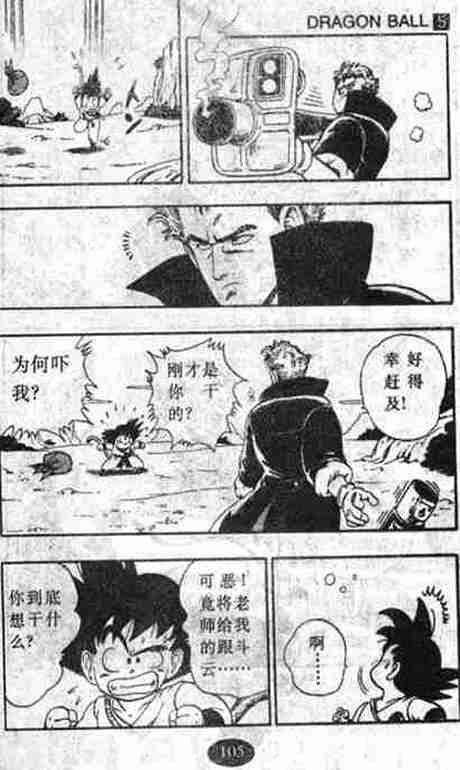 DRAGON BALL 5
幸好
赶得
及!
刚才是
你干
的?
为何吓
我?
啊
……
可恶!
竟将老
师给我
的跟斗
云……
你到底
想干什
么?
105